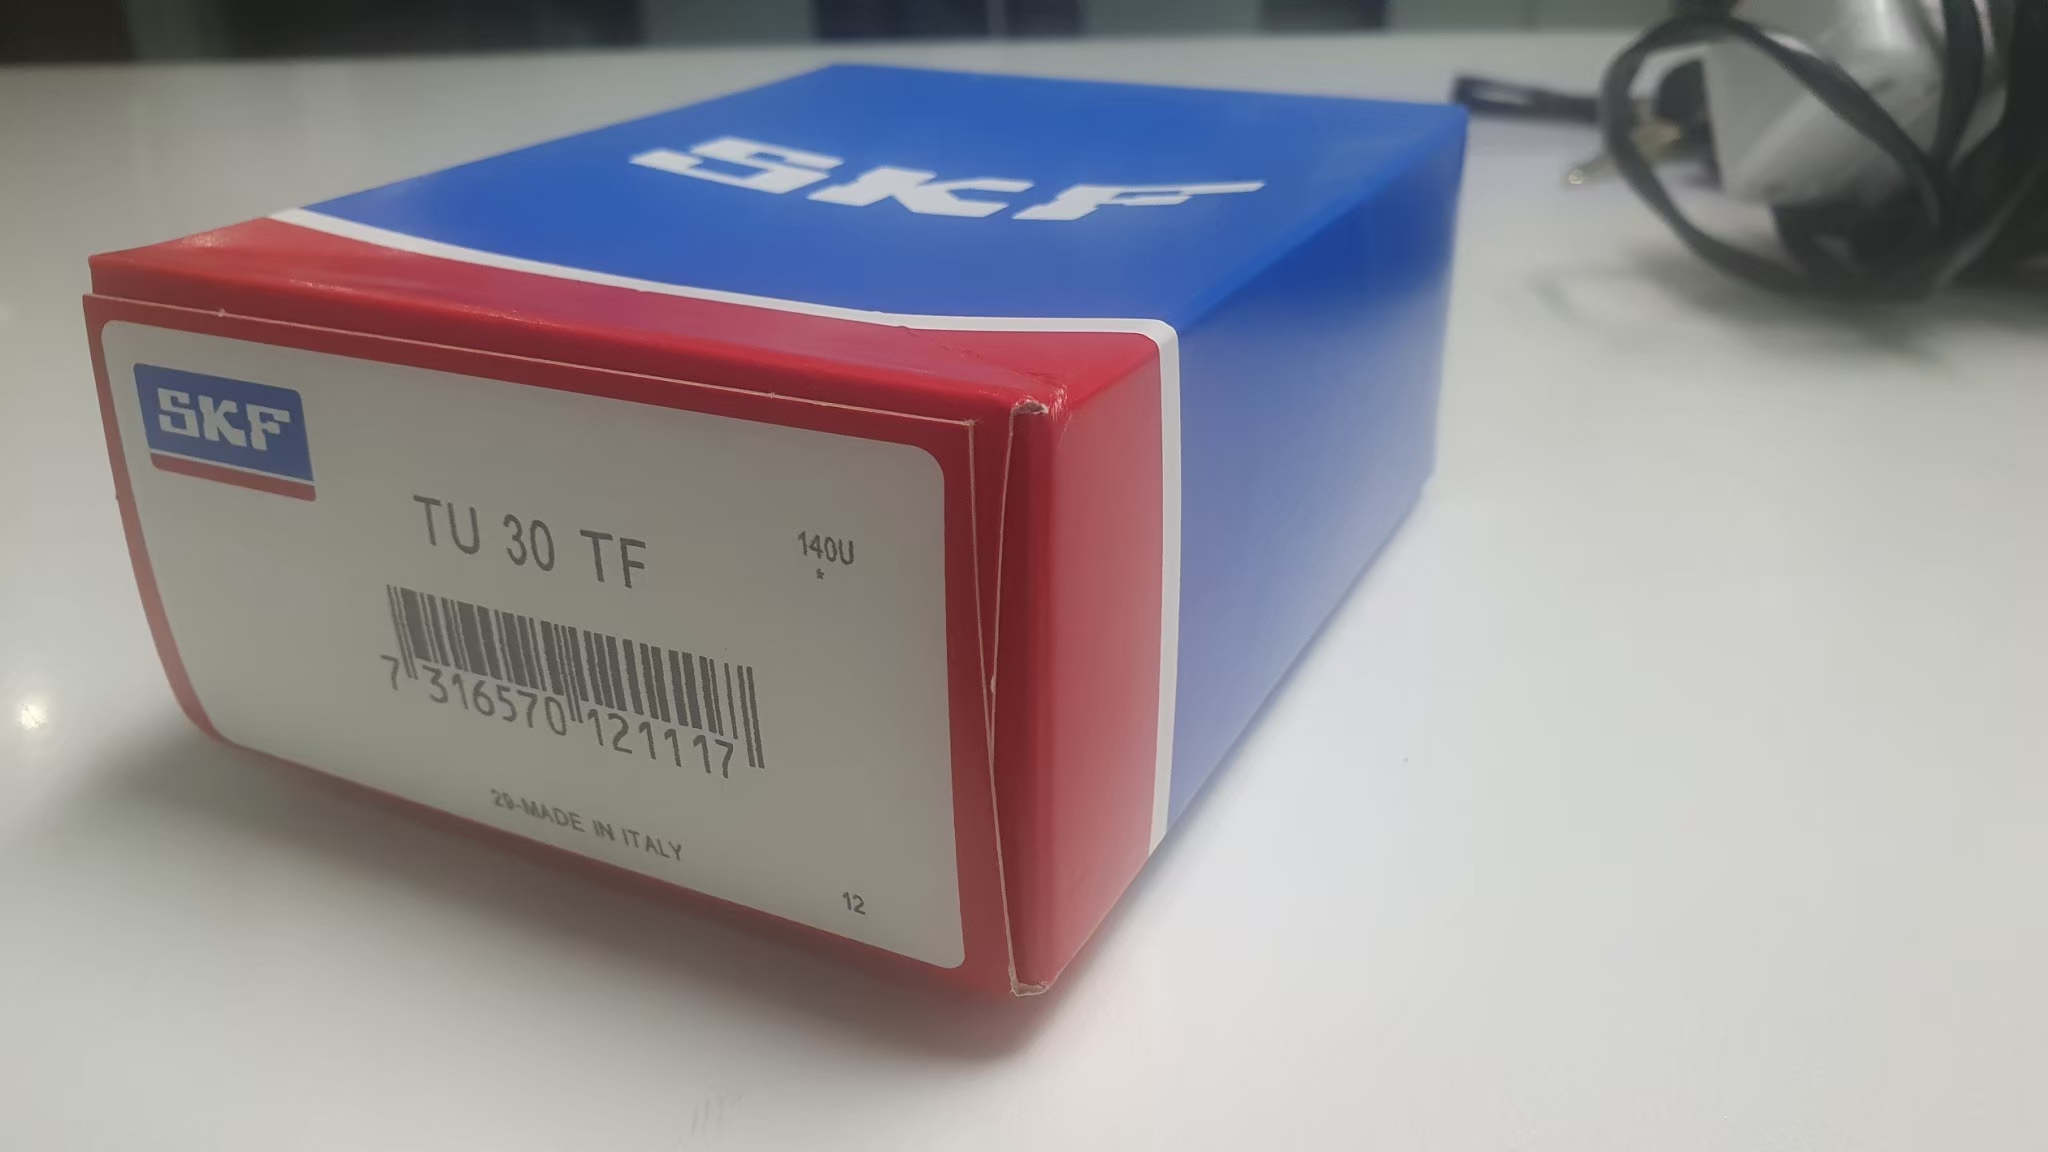 SKF
SKF
TU 30 TF
140U
*
7 316570 121117
29-MADE IN ITALY
12